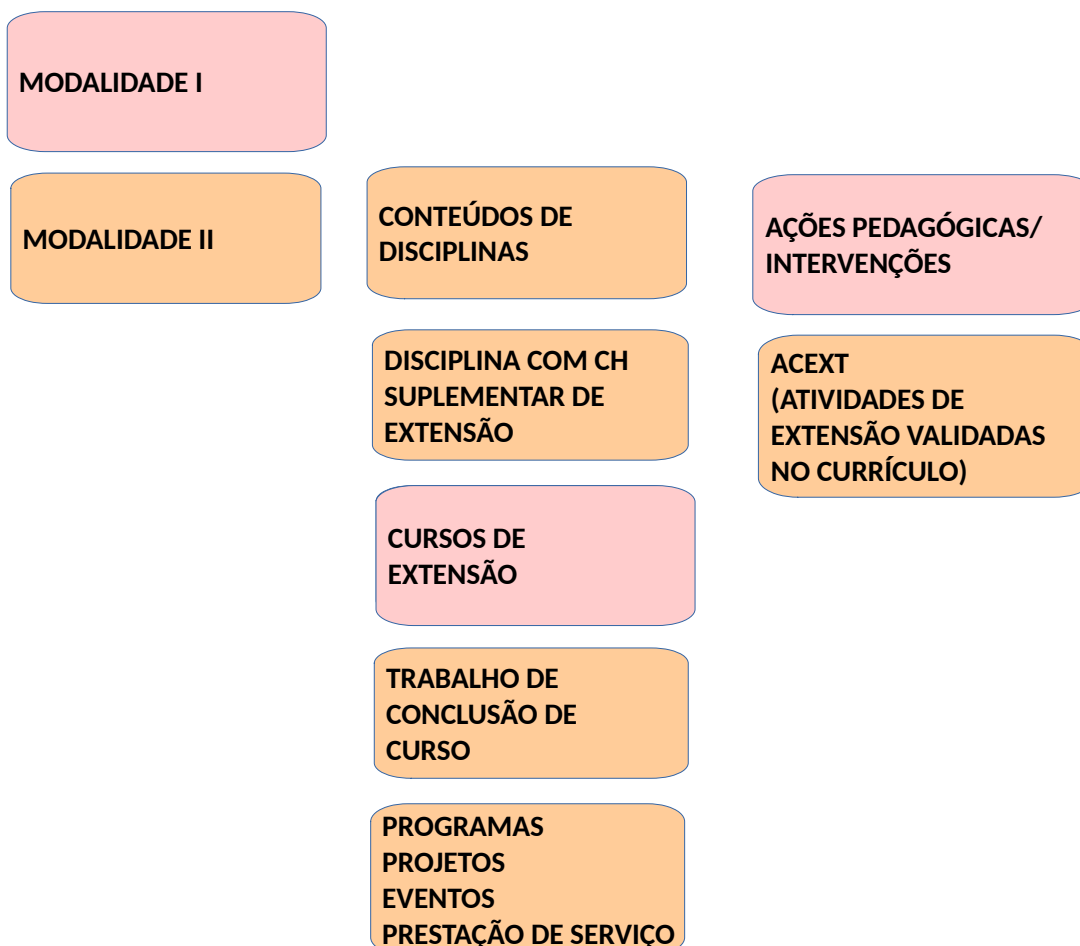 MODALIDADE I
MODALIDADE II
CONTEÚDOS DE
DISCIPLINAS
DISCIPLINA COM CH
SUPLEMENTAR DE
EXTENSÃO
CURSOS DE
EXTENSÃO
TRABALHO DE
CONCLUSÃO DE
CURSO
PROGRAMAS
PROJETOS
EVENTOS
PRESTAÇÃO DE SERVIÇO
AÇÕES PEDAGÓGICAS/
INTERVENÇÕES
ACEXT
(ATIVIDADES DE
EXTENSÃO VALIDADAS
NO CURRÍCULO)